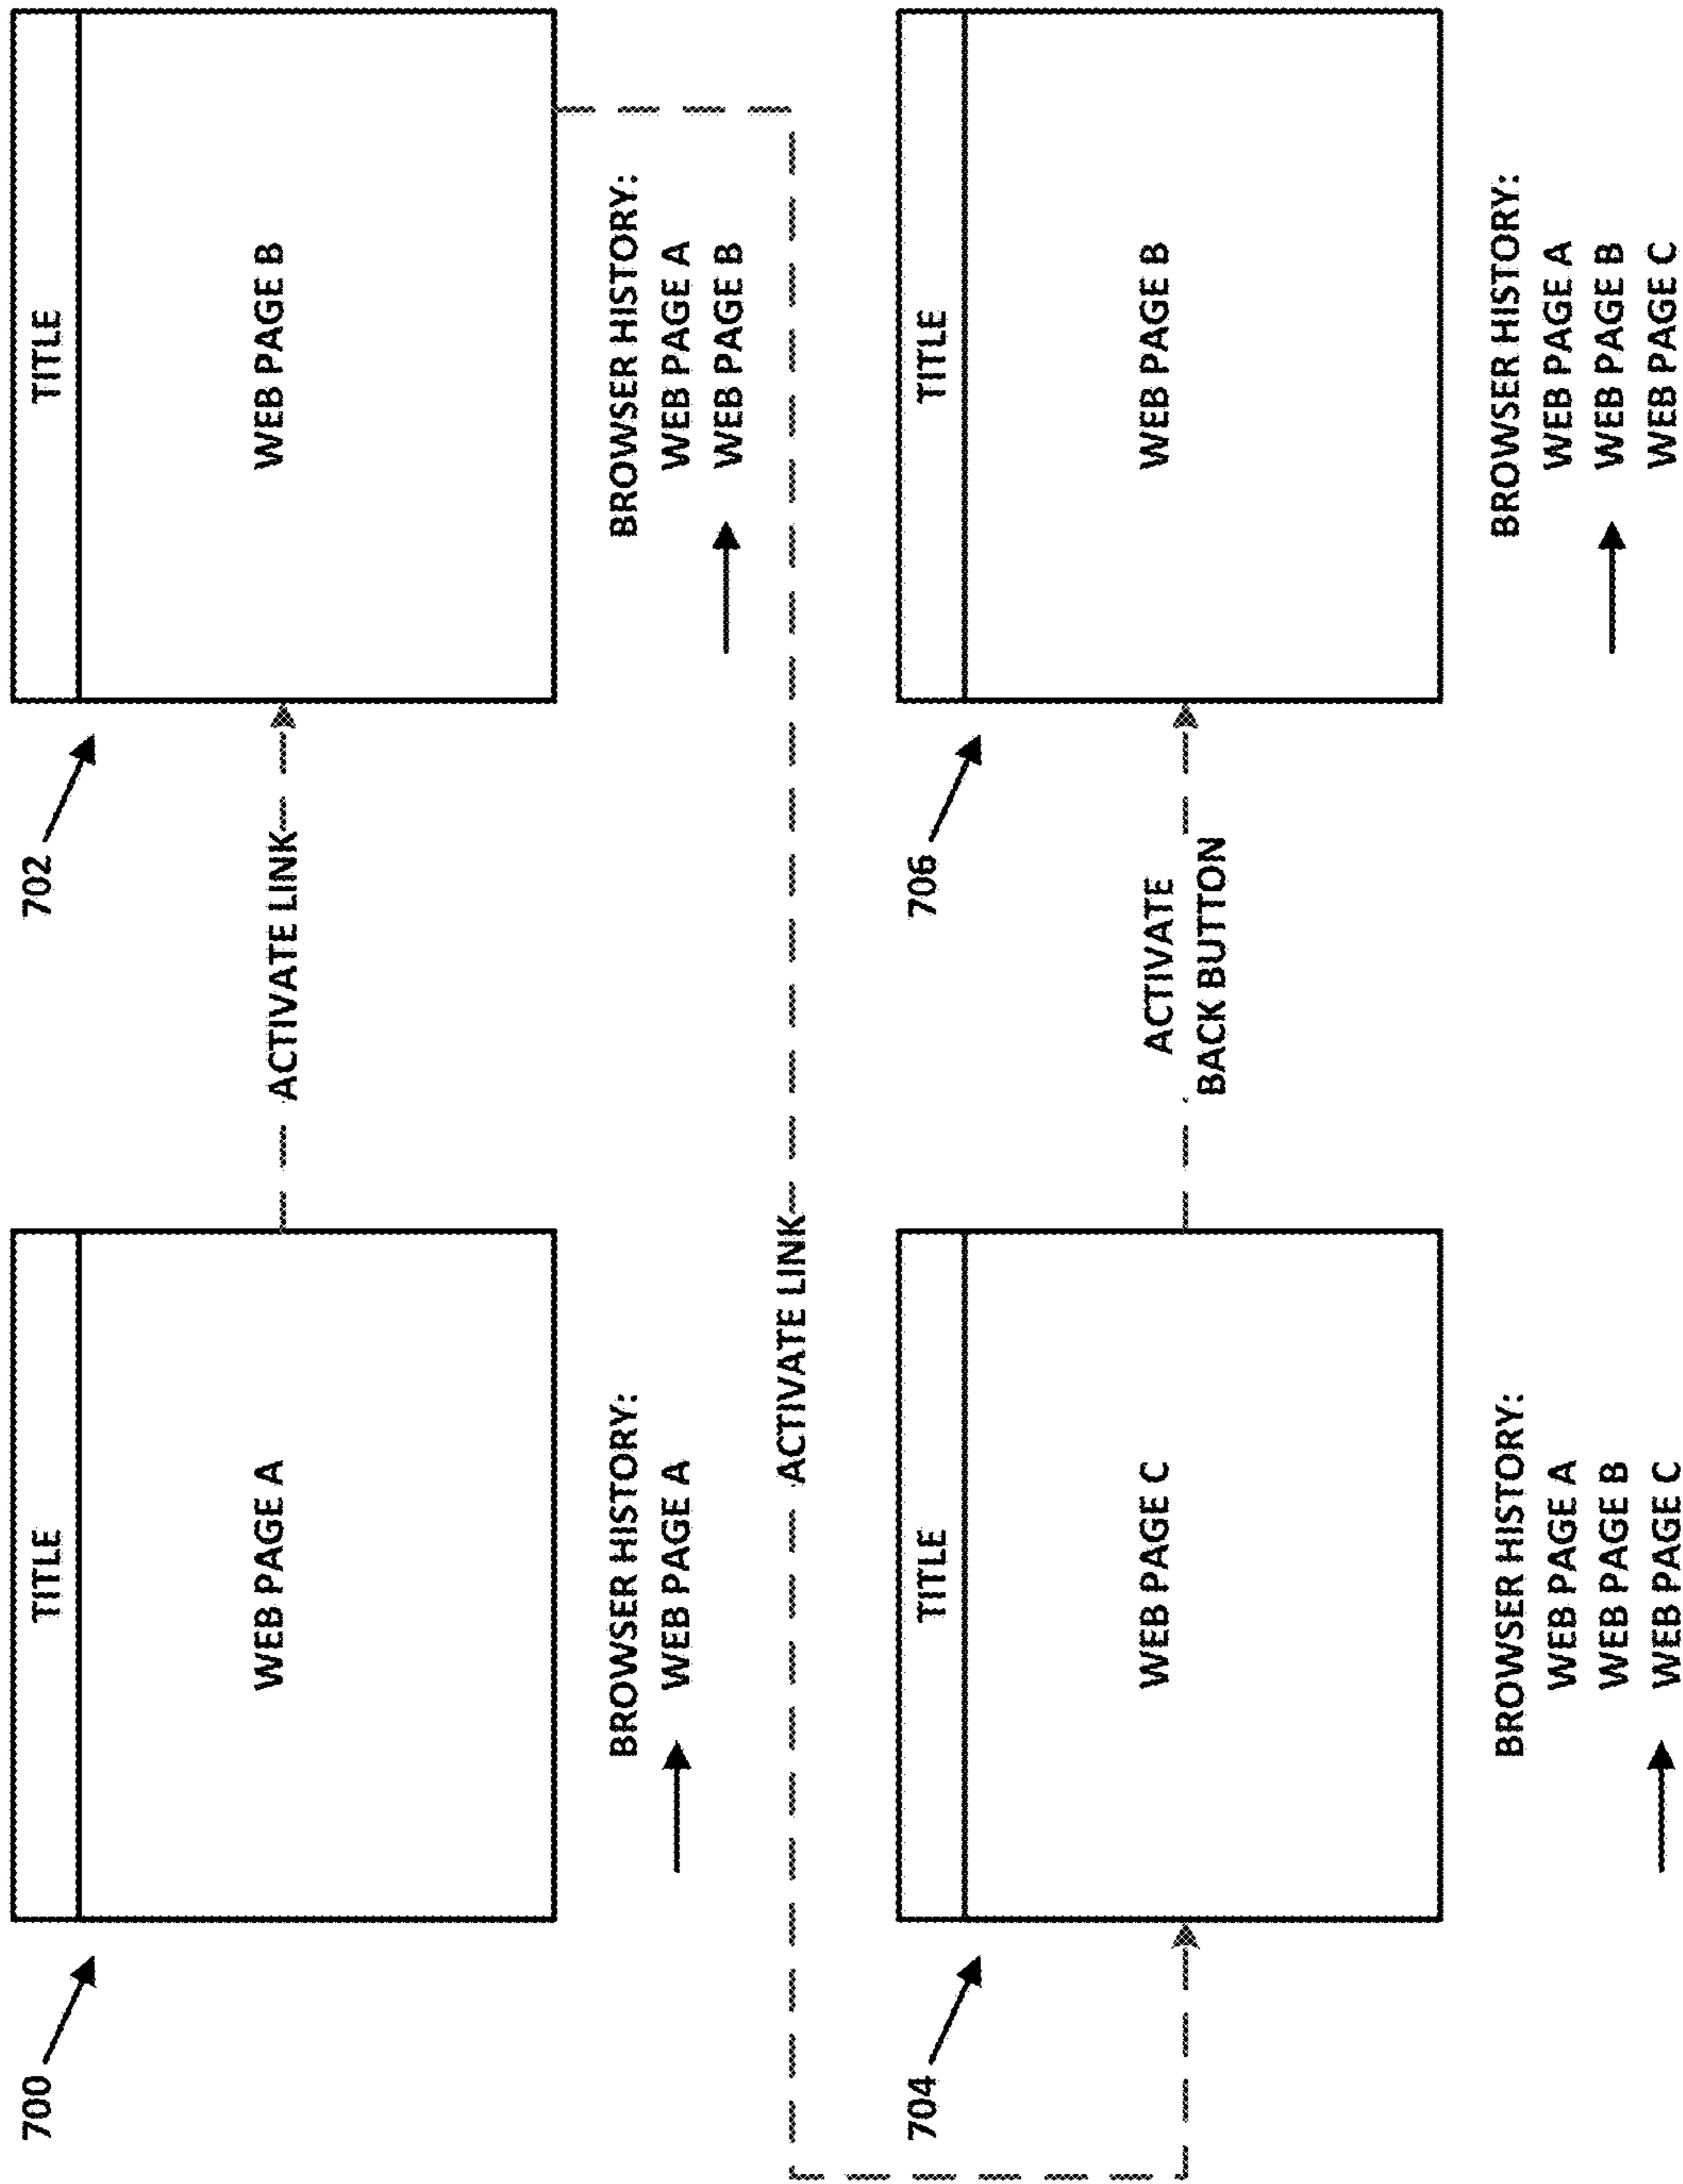 700
TITLE
WEB PAGE A
BROWSER HISTORY:
WEB PAGE A
ACTIVATE LINK
702
TITLE
WEB PAGE B
BROWSER HISTORY:
WEB PAGE A
WEB PAGE B
ACTIVATE LINK
704
TITLE
WEB PAGE C
BROWSER HISTORY:
WEB PAGE A
WEB PAGE B
WEB PAGE C
ACTIVATE
BACK BUTTON
706
TITLE
WEB PAGE B
BROWSER HISTORY:
WEB PAGE A
WEB PAGE B
WEB PAGE C